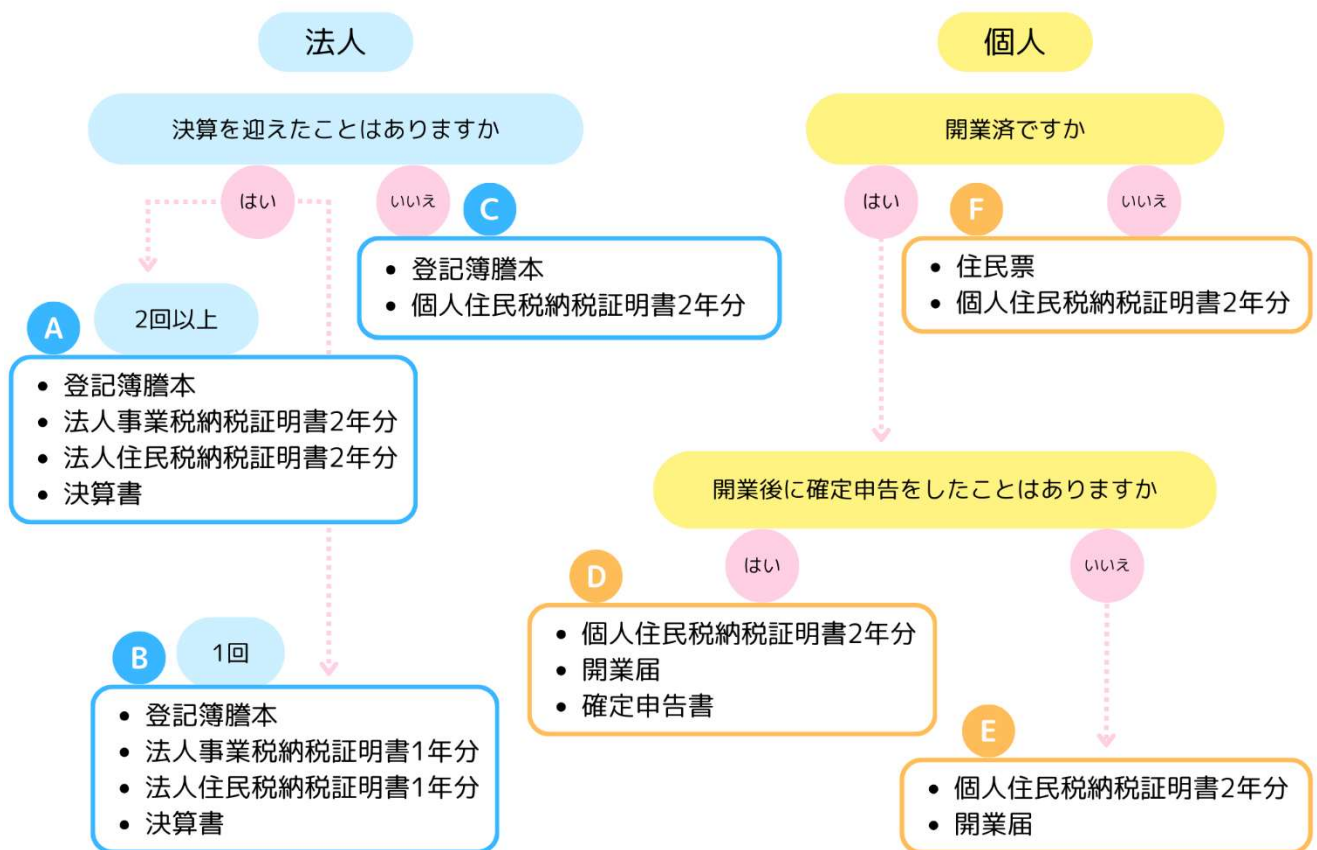 法人
決算を迎えたことはありますか
はい
いいえ
C
• 登記簿謄本
• 個人住民税納税証明書2年分
A
2回以上
• 登記簿謄本
• 法人事業税納税証明書2年分
• 法人住民税納税証明書2年分
• 決算書
B
1回
• 登記簿謄本
• 法人事業税納税証明書1年分
• 法人住民税納税証明書1年分
• 決算書
個人
開業済ですか
はい
いいえ
F
• 住民票
• 個人住民税納税証明書2年分
開業後に確定申告をしたことはありますか
はい
いいえ
D
• 個人住民税納税証明書2年分
• 開業届
• 確定申告書
E
• 個人住民税納税証明書2年分
• 開業届